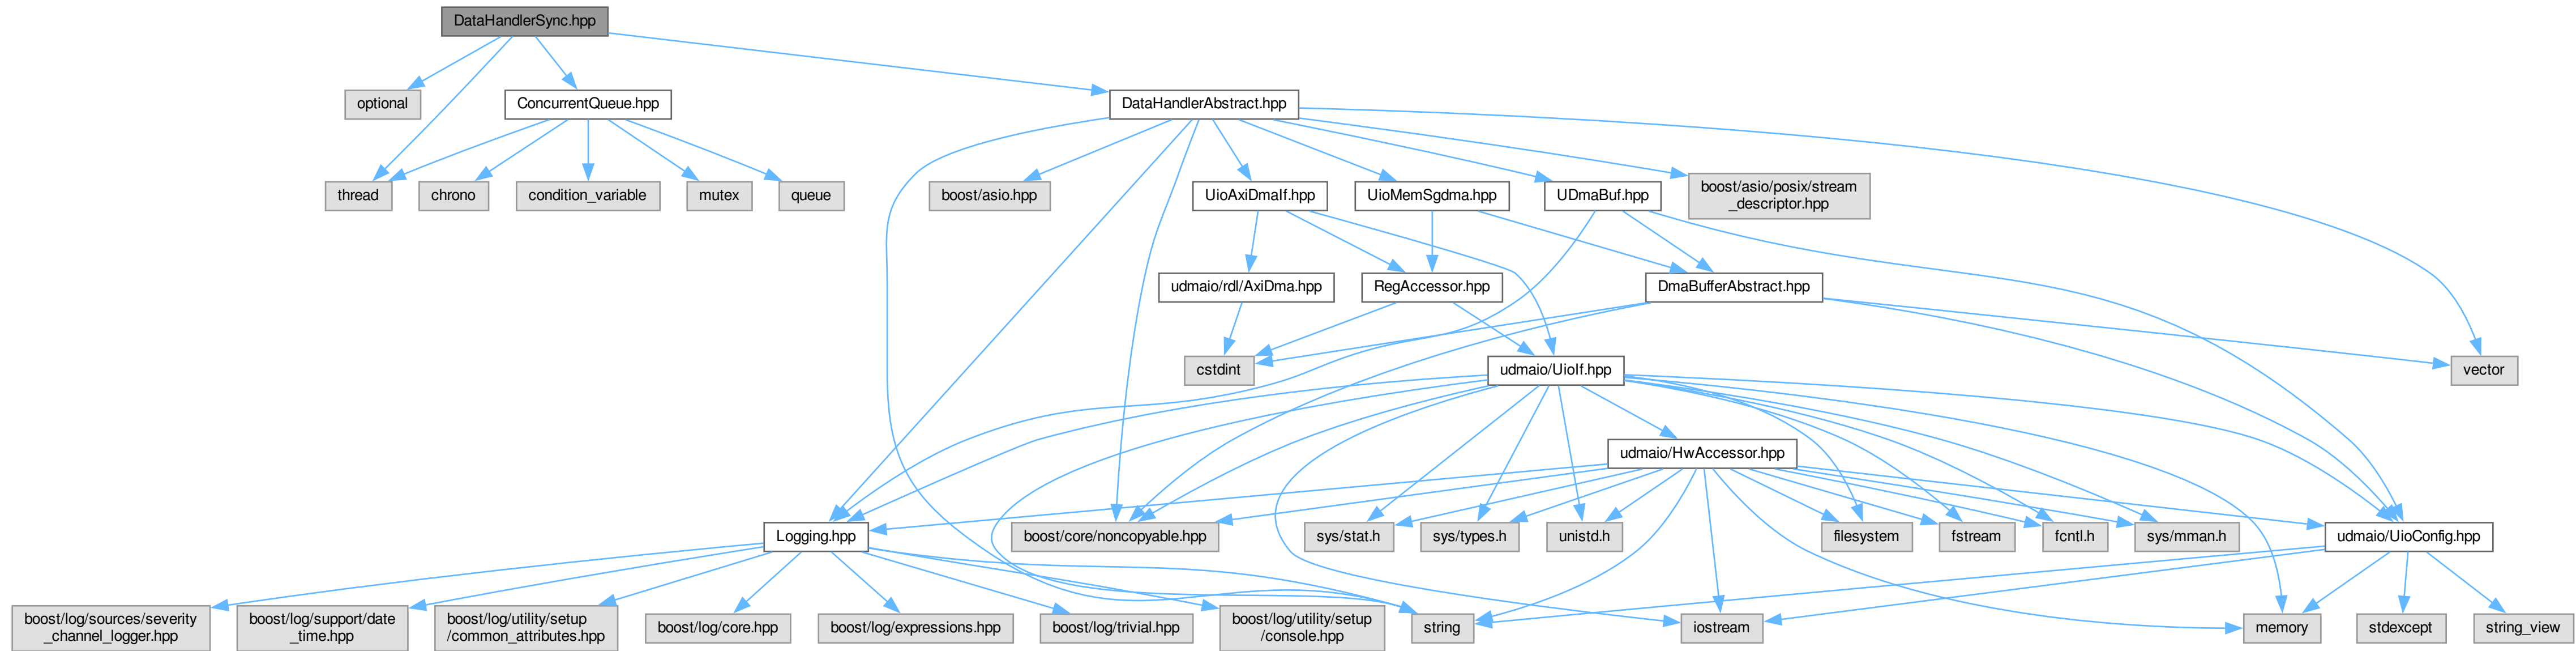 DataHandlerSync.hpp
optional
ConcurrentQueue.hpp
DataHandlerAbstract.hpp
thread
chrono
condition_variable
mutex
queue
boost/asio.hpp
UioAxiDmaIf.hpp
UioMemSgdma.hpp
UDmaBuf.hpp
boost/asio/posix/stream
_descriptor.hpp
udmaio/rdl/AxiDma.hpp
RegAccessor.hpp
DmaBufferAbstract.hpp
cstdint
udmaio/UioIf.hpp
vector
udmaio/HwAccessor.hpp
Logging.hpp
boost/core/noncopyable.hpp
sys/stat.h
sys/types.h
unistd.h
filesystem
fstream
fcntl.h
sys/mman.h
udmaio/UioConfig.hpp
boost/log/sources/severity
_channel_logger.hpp
boost/log/support/date
_time.hpp
boost/log/utility/setup
/common_attributes.hpp
boost/log/core.hpp
boost/log/expressions.hpp
boost/log/trivial.hpp
boost/log/utility/setup
/console.hpp
string
iostream
memory
stdexcept
string_view